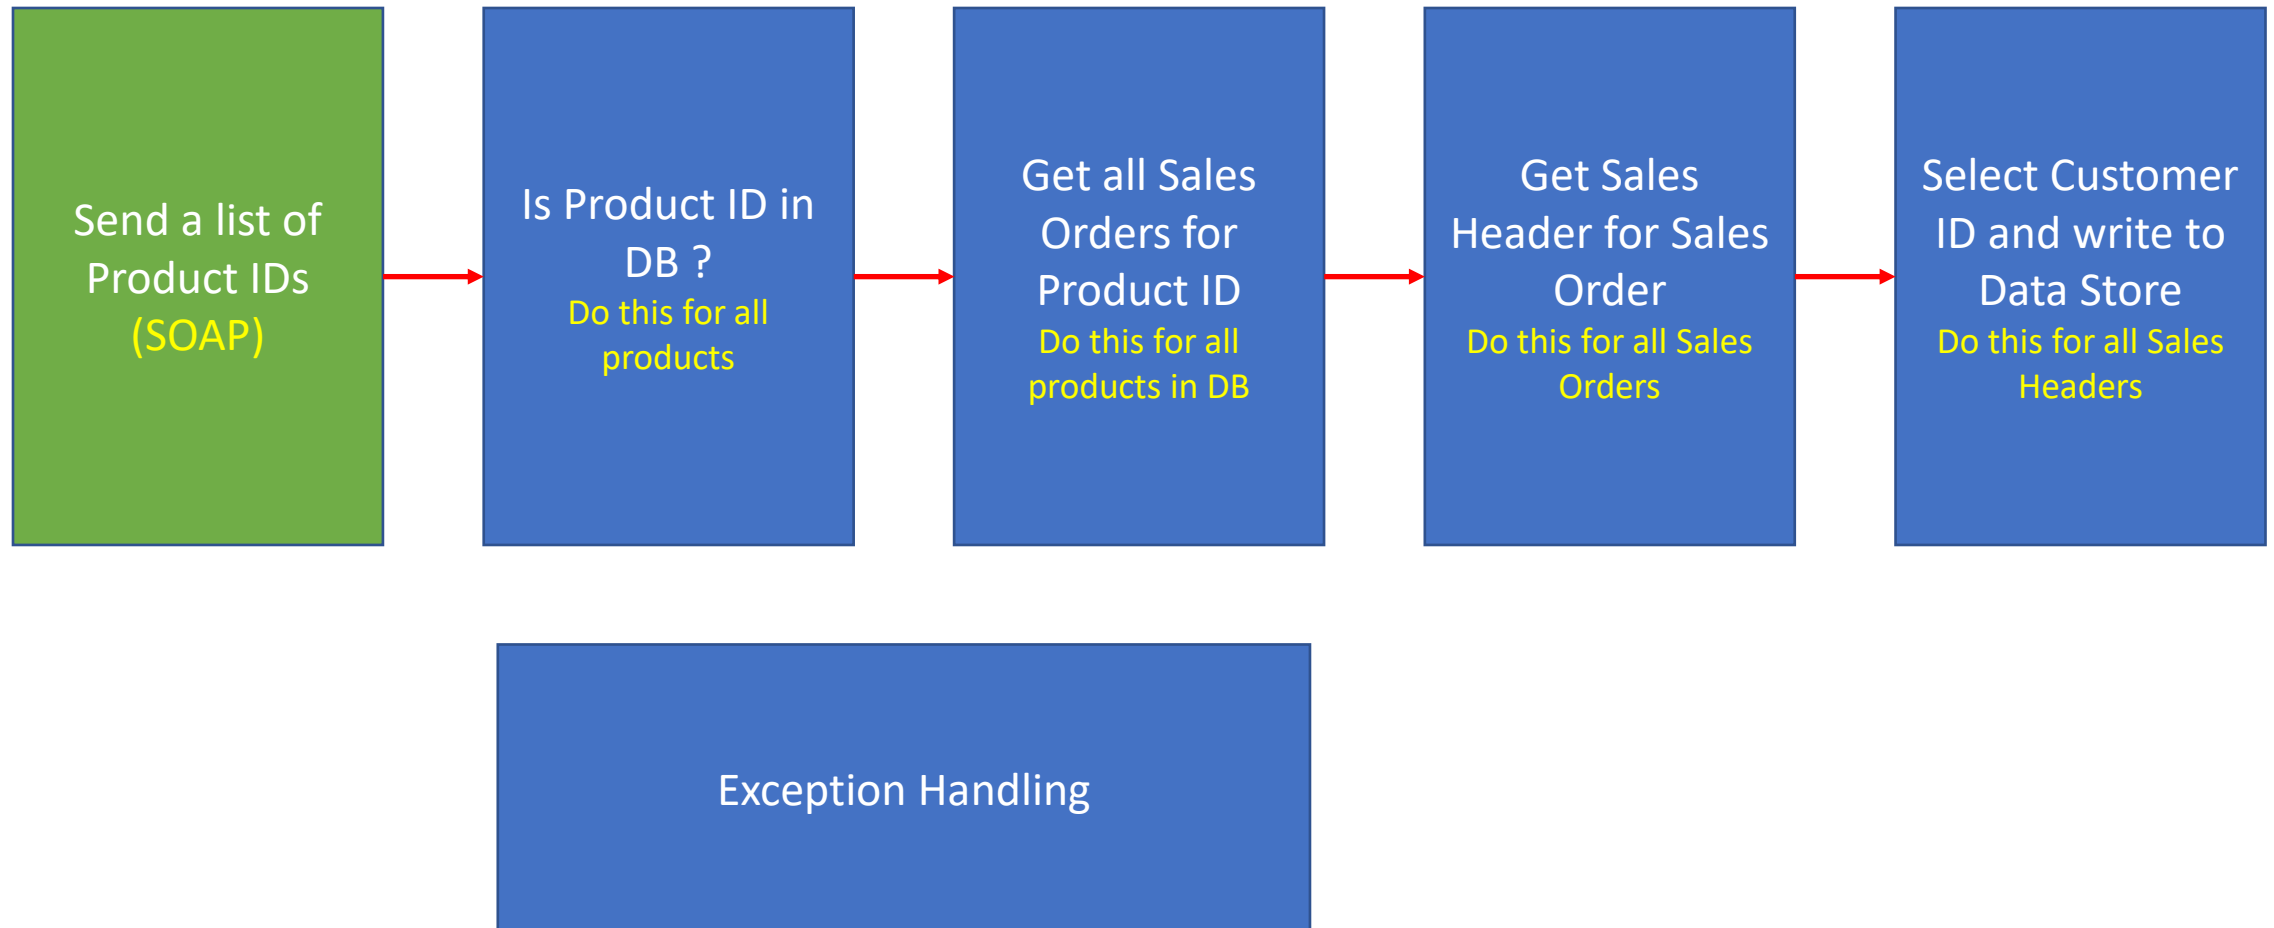 Send a list of
Product IDs
(SOAP)
Is Product ID in
DB ?
Do this for all
products
Get all Sales
Orders for
Product ID
Do this for all
products in DB
Get Sales
Header for Sales
Order
Do this for all Sales
Orders
Select Customer
ID and write to
Data Store
Do this for all Sales
Headers
Exception Handling